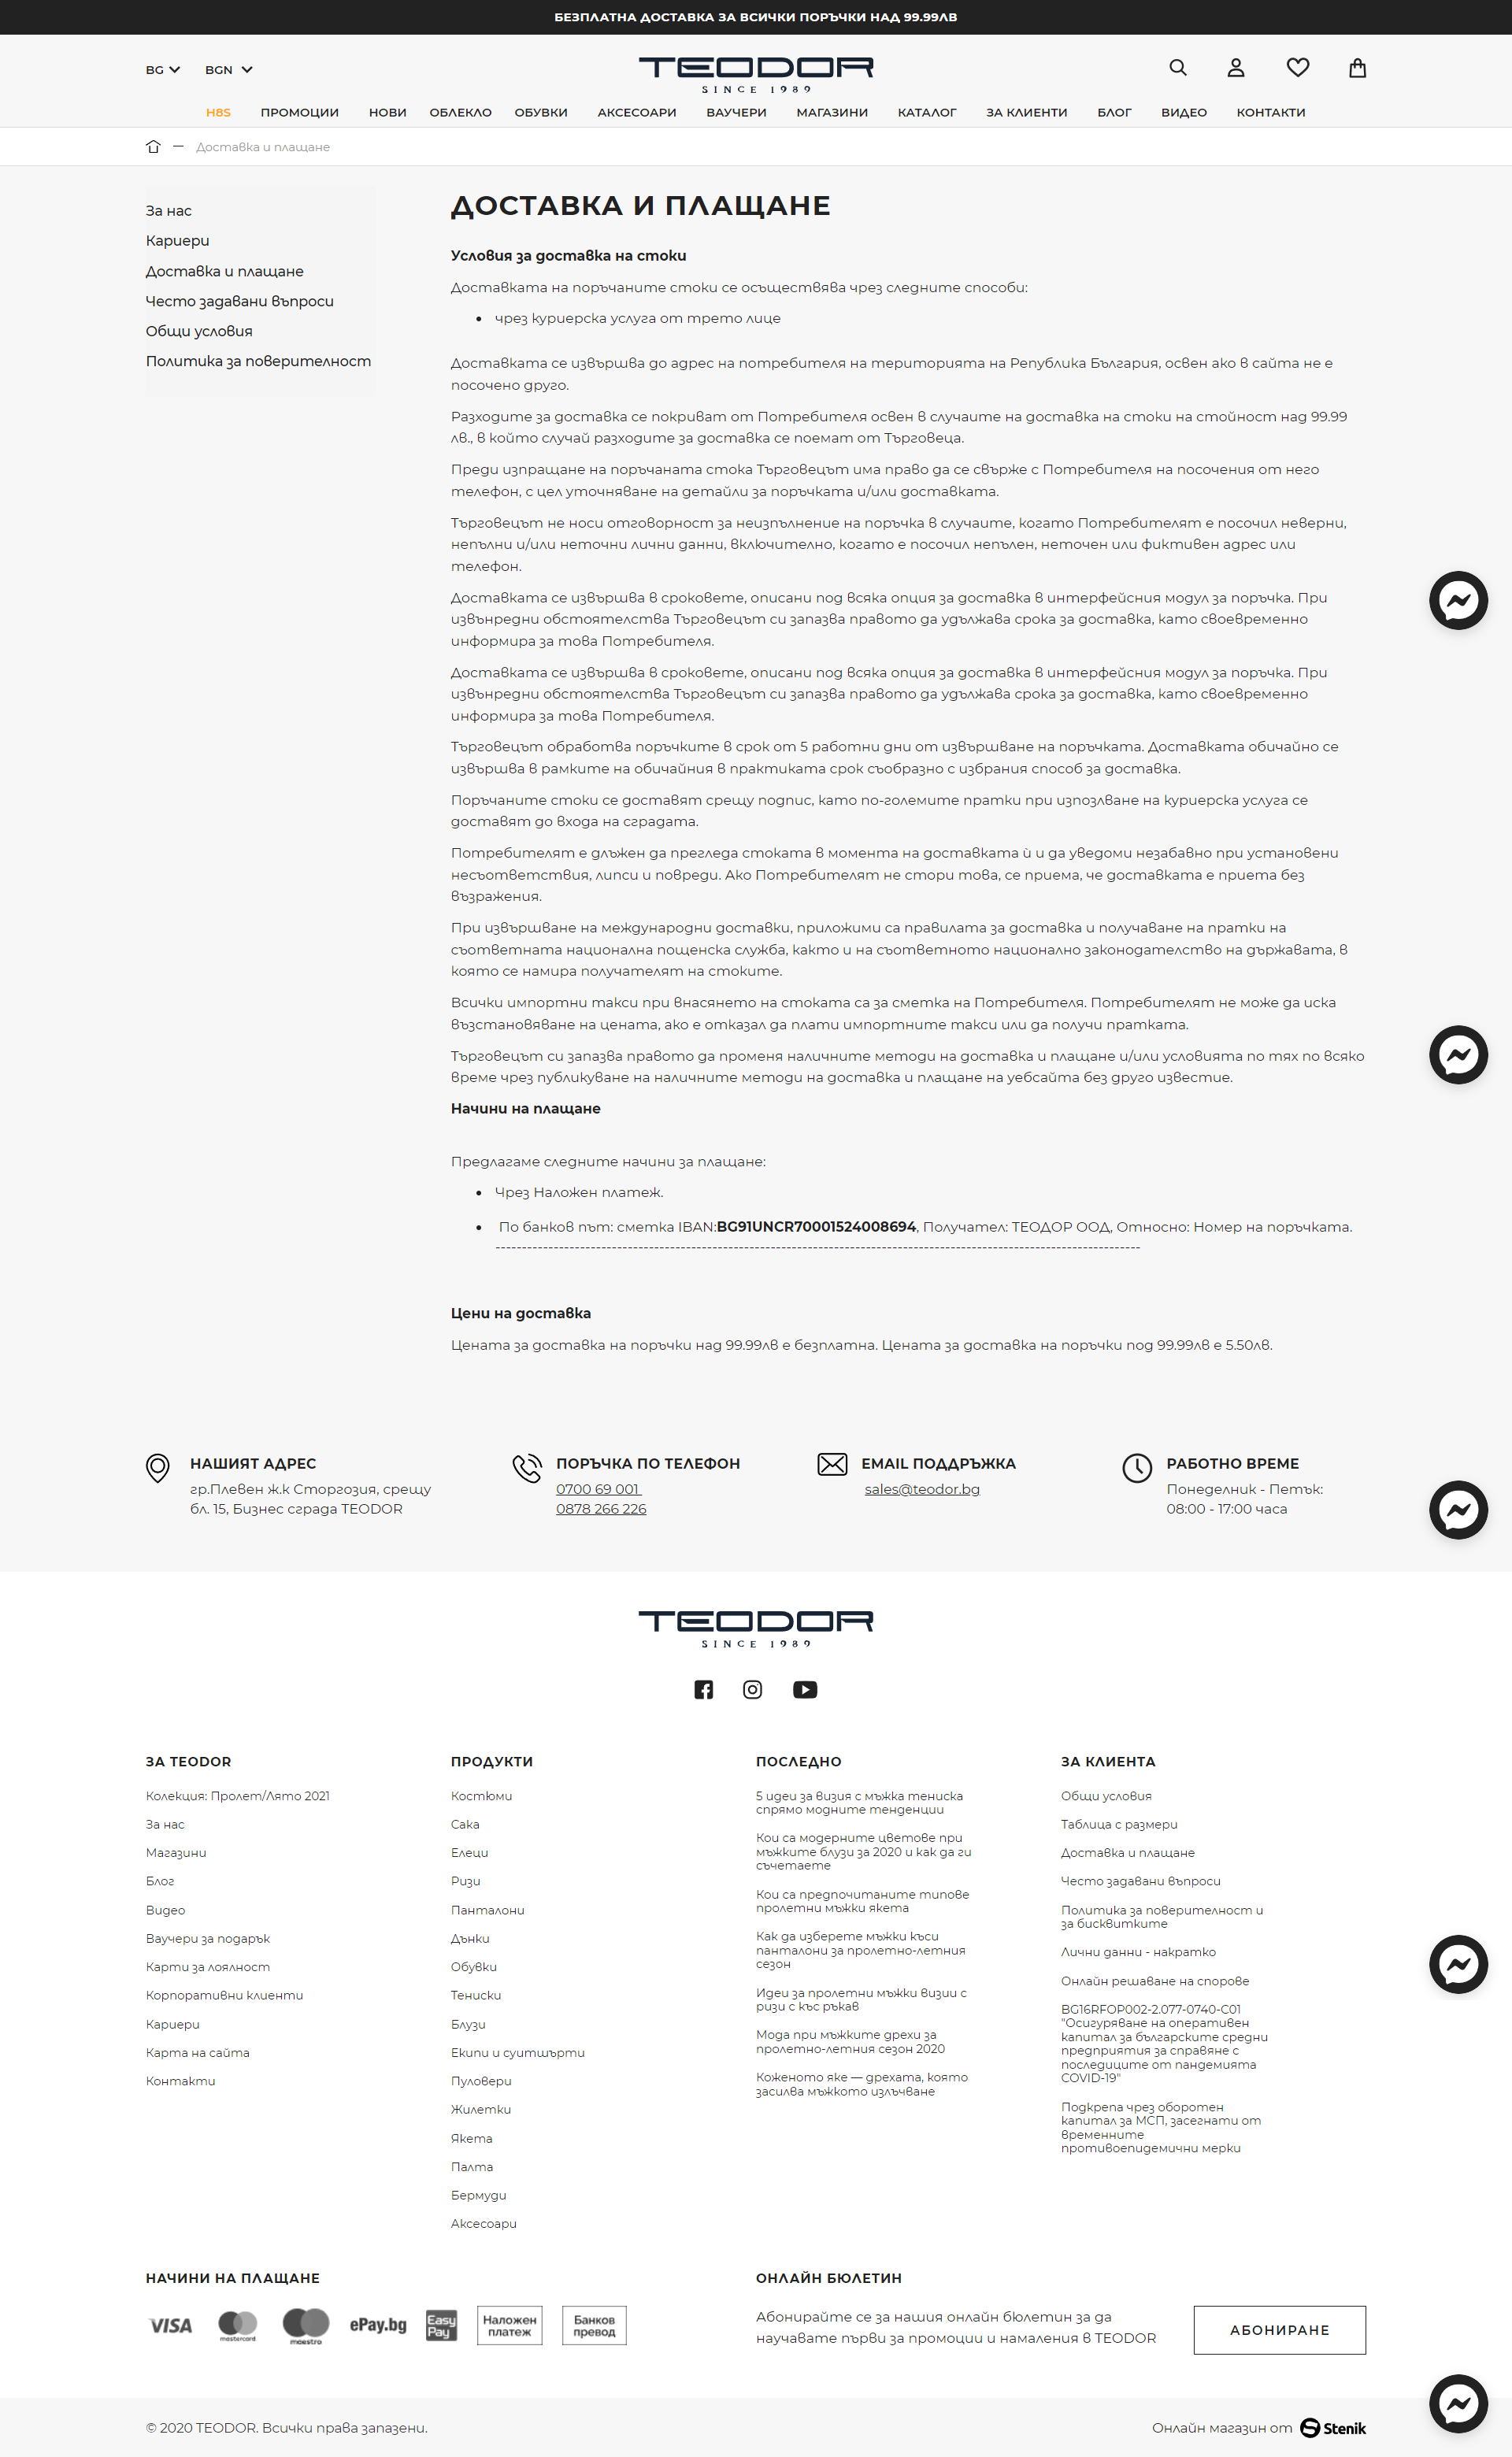 БЕЗПЛАТНА ДОСТАВКА ЗА ВСИЧКИ ПОРЪЧКИ НАД 99.99ЛВ
BG BGN
TEODOR
SINCE 1989
H8S ПРОМОЦИИ НОВИ ОБЛЕКЛО ОБУВКИ АКСЕСОАРИ ВАУЧЕРИ МАГАЗИНИ КАТАЛОГ ЗА КЛИЕНТИ БЛОГ ВИДЕО КОНТАКТИ
Доставка и плащане
За нас
Кариери
Доставка и плащане
Често задавани въпроси
Общи условия
Политика за поверителност
ДОСТАВКА И ПЛАЩАНЕ
Условия за доставка на стоки
Доставката на поръчаните стоки се осъществява чрез следните способи:
• чрез куриерска услуга от трето лице
Доставката се извършва до адрес на потребителя на територията на Република България, освен ако в сайта не е
посочено друго.
Разходите за доставка се покриват от Потребителя освен в случаите на доставка на стоки на стойност над 99.99
лв., в който случай разходите за доставка се поемат от Търговеца.
Преди изпращане на поръчаната стока Търговецът има право да се свърже с Потребителя на посочения от него
телефон, с цел уточняване на детайли за поръчката и/или доставката.
Търговецът не носи отговорност за неизпълнение на поръчка в случаите, когато Потребителят е посочил неверни,
непълни и/или неточни лични данни, включително, когато е посочил непълен, неточен или фиктивен адрес или
телефон.
Доставката се извършва в сроковете, описани под всяка опция за доставка в интерфейсния модул за поръчка. При
извънредни обстоятелства Търговецът си запазва правото да удължава срока за доставка, като своевременно
информира за това Потребителя.
Доставката се извършва в сроковете, описани под всяка опция за доставка в интерфейсния модул за поръчка. При
извънредни обстоятелства Търговецът си запазва правото да удължава срока за доставка, като своевременно
информира за това Потребителя.
Търговецът обработва поръчките в срок от 5 работни дни от извършване на поръчката. Доставката обичайно се
извършва в рамките на обичайния в практиката срок съобразно с избрания способ за доставка.
Поръчаните стоки се доставят срещу подпис, като по-големите пратки при изпозлване на куриерска услуга се
доставят до входа на сградата.
Потребителят е длъжен да прегледа стоката в момента на доставката ѝ и да уведоми незабавно при установени
несъответствия, липси и повреди. Ако Потребителят не стори това, се приема, че доставката е приета без
възражения.
При извършване на международни доставки, приложими са правилата за доставка и получаване на пратки на
съответната национална пощенска служба, както и на съответното национално законодателство на държавата, в
която се намира получателят на стоките.
Всички импортни такси при внасянето на стоката са за сметка на Потребителя. Потребителят не може да иска
възстановяване на цената, ако е отказал да плати импортните такси или да получи пратката.
Търговецът си запазва правото да променя наличните методи на доставка и плащане и/или условията по тях по всяко
време чрез публикуване на наличните методи на доставка и плащане на уебсайта без друго известие.
Начини на плащане
Предлагаме следните начини за плащане:
• Чрез Наложен платеж.
• По банков път: сметка IBAN:BG91UNCR70001524008694, Получател: ТЕОДОР ООД, Относно: Номер на поръчката.
--------------------------------------------------------------------------------------------------------------------------
Цени на доставка
Цената за доставка на поръчки над 99.99лв е безплатна. Цената за доставка на поръчки под 99.99лв е 5.50лв.
НАШИЯТ АДРЕС
гр.Плевен ж.к Сторгозия, срещу
бл. 15, Бизнес сграда TEODOR
ПОРЪЧКА ПО ТЕЛЕФОН
0700 69 001
0878 266 226
EMAIL ПОДДРЪЖКА
sales@teodor.bg
РАБОТНО ВРЕМЕ
Понеделник - Петък:
08:00 - 17:00 часа
TEODOR
SINCE 1989
ЗА TEODOR
Колекция: Пролет/Лято 2021
За нас
Магазини
Блог
Видео
Ваучери за подарък
Карти за лоялност
Корпоративни клиенти
Кариери
Карта на сайта
Контакти
ПРОДУКТИ
Костюми
Сака
Елеци
Ризи
Панталони
Дънки
Обувки
Тениски
Блузи
Екипи и суитшърти
Пуловери
Жилетки
Якета
Палта
Бермуди
Аксесоари
ПОСЛЕДНО
5 идеи за визия с мъжка тениска
спрямо модните тенденции
Кои са модерните цветове при
мъжките блузи за 2020 и как да ги
съчетаете
Кои са предпочитаните типове
пролетни мъжки якета
Как да изберете мъжки къси
панталони за пролетно-летния
сезон
Идеи за пролетни мъжки визии с
ризи с къс ръкав
Мода при мъжките дрехи за
пролетно-летния сезон 2020
Коженото яке — дрехата, която
засилва мъжкото излъчване
ЗА КЛИЕНТА
Общи условия
Таблица с размери
Доставка и плащане
Често задавани въпроси
Политика за поверителност и
за бисквитките
Лични данни - накратко
Онлайн решаване на спорове
BG16RFOP002-2.077-0740-C01
"Осигуряване на оперативен
капитал за българските средни
предприятия за справяне с
последиците от пандемията
COVID-19"
Подкрепа чрез оборотен
капитал за МСП, засегнати от
временните
противоепидемични мерки
НАЧИНИ НА ПЛАЩАНЕ
VISA mastercard maestro ePay.bg Easy Pay Наложен платеж Банков превод
ОНЛАЙН БЮЛЕТИН
Абонирайте се за нашия онлайн бюлетин за да
научавате първи за промоции и намаления в TEODOR
АБОНИРАНЕ
© 2020 TEODOR. Всички права запазени.
Онлайн магазин от Stenik